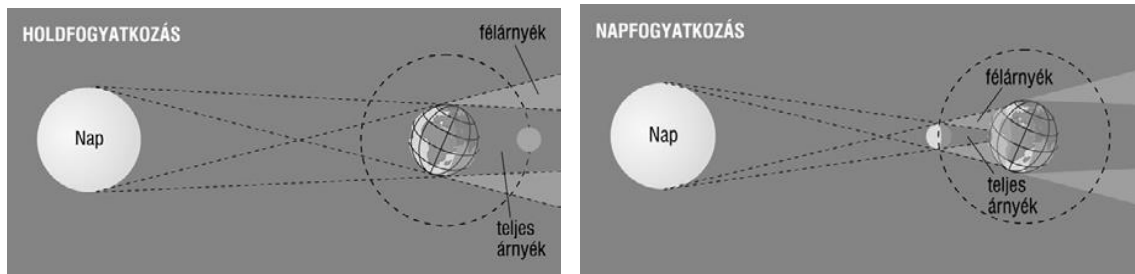 HOLDFOGYATKOZÁS
félárnyék
Nap
teljes
árnyék
NAPFOGYATKOZÁS
félárnyék
Nap
teljes
árnyék